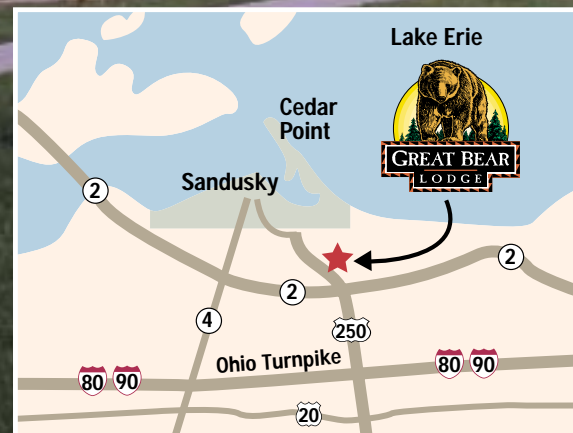 Lake Erie
Cedar
Point
GREAT BEAR
LODGE
Sandusky
2
2
2
4
250
Ohio Turnpike
80 90
80 90
20